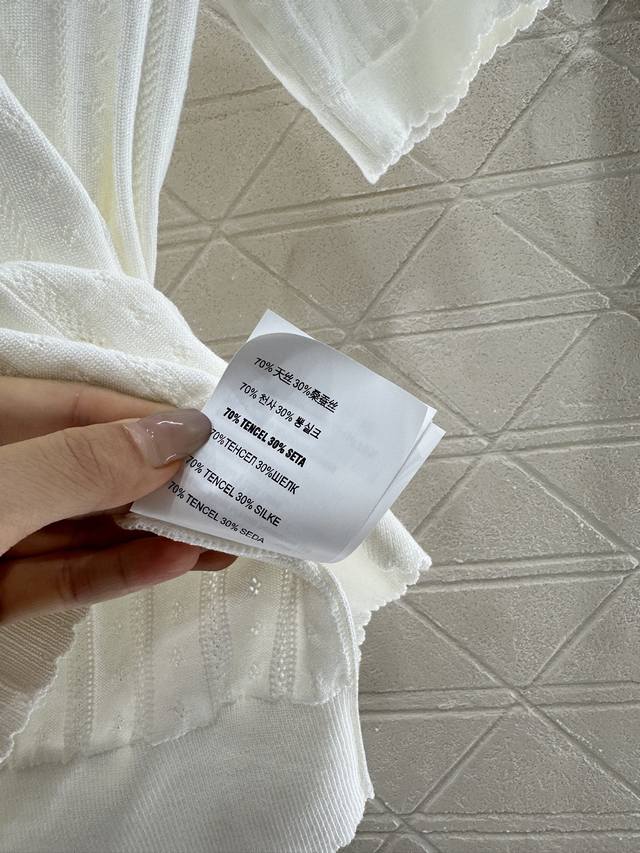 70% 天丝 30%桑蚕丝
70% 천사 30% 뽕실크
70% TENCEL 30% SETA
70%ТЕНСЕЛ 30%ШЕЛК
70% TENCEL 30% SILKE
70% TENCEL 30% SEDA